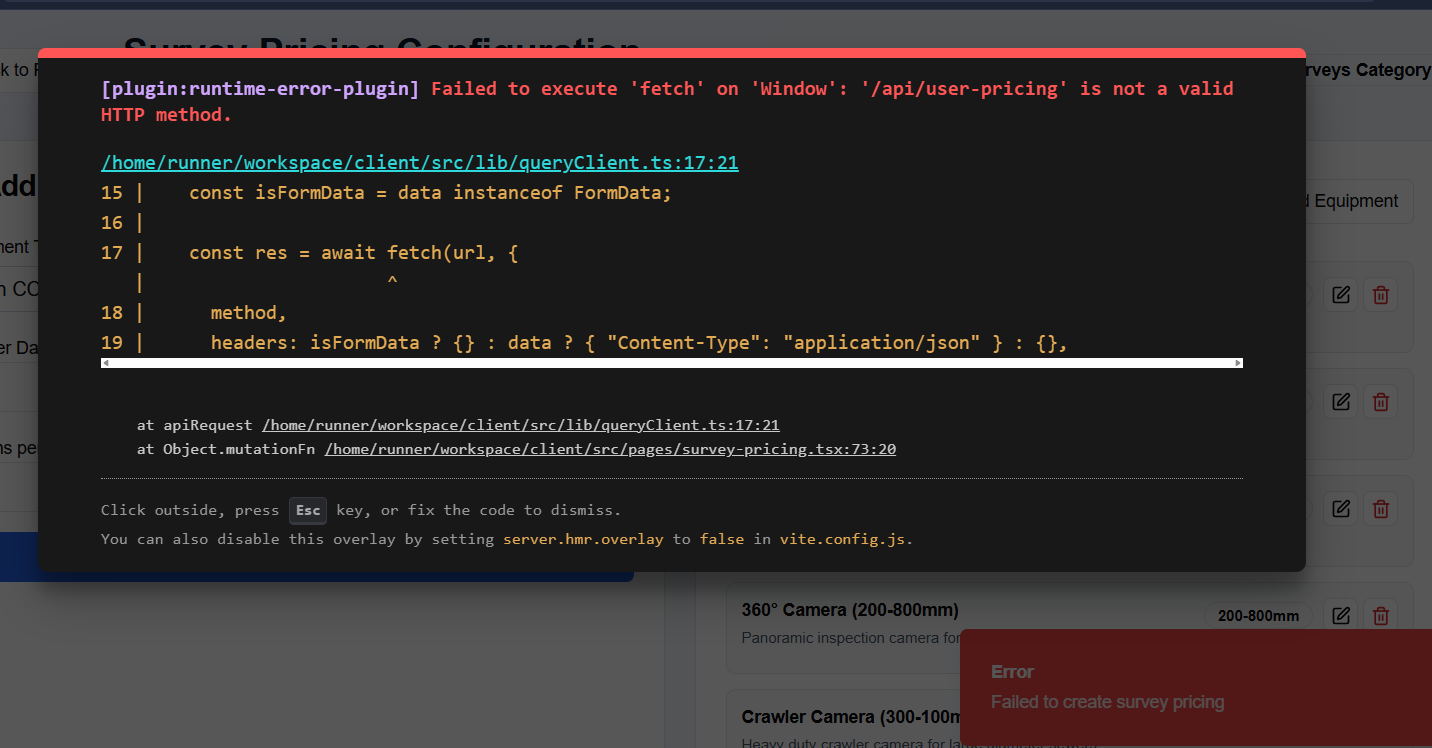 Survey Pricing Configuration
k to
rveys Category
[plugin:runtime-error-plugin] Failed to execute 'fetch' on 'Window': '/api/user-pricing' is not a valid
HTTP method.
/home/runner/workspace/client/src/lib/queryClient.ts:17:21
15 |    const isFormData = data instanceof FormData;
16 |
17 |    const res = await fetch(url, {
|                      ^
18 |      method,
19 |      headers: isFormData ? {} : data ? { "Content-Type": "application/json" } : {},
Add
Equipment
ment T
n CO
er Da
ns pe
at apiRequest /home/runner/workspace/client/src/lib/queryClient.ts:17:21
at Object.mutationFn /home/runner/workspace/client/src/pages/survey-pricing.tsx:73:20
Click outside, press Esc key, or fix the code to dismiss.
You can also disable this overlay by setting server.hmr.overlay to false in vite.config.js.
360° Camera (200-800mm)
200-800mm
Panoramic inspection camera for
Error
Failed to create survey pricing
Crawler Camera (300-100m
Heavy duty crawler camera for